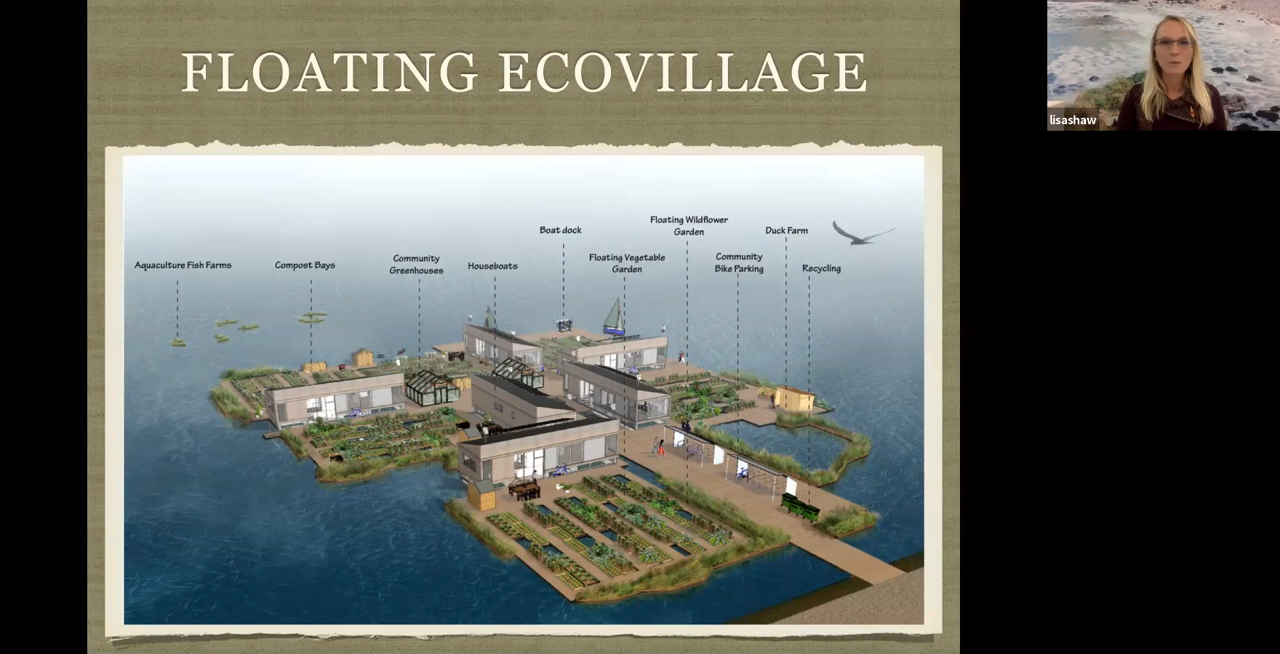 FLOATING ECOVILLAGE
lisashaw
Floating Wildflower
Garden
Boat dock
Duck Farm
Aquaculture Fish Farms
Compost Bays
Community
Greenhouses
Houseboats
Floating Vegetable
Garden
Community
Bike Parking
Recycling